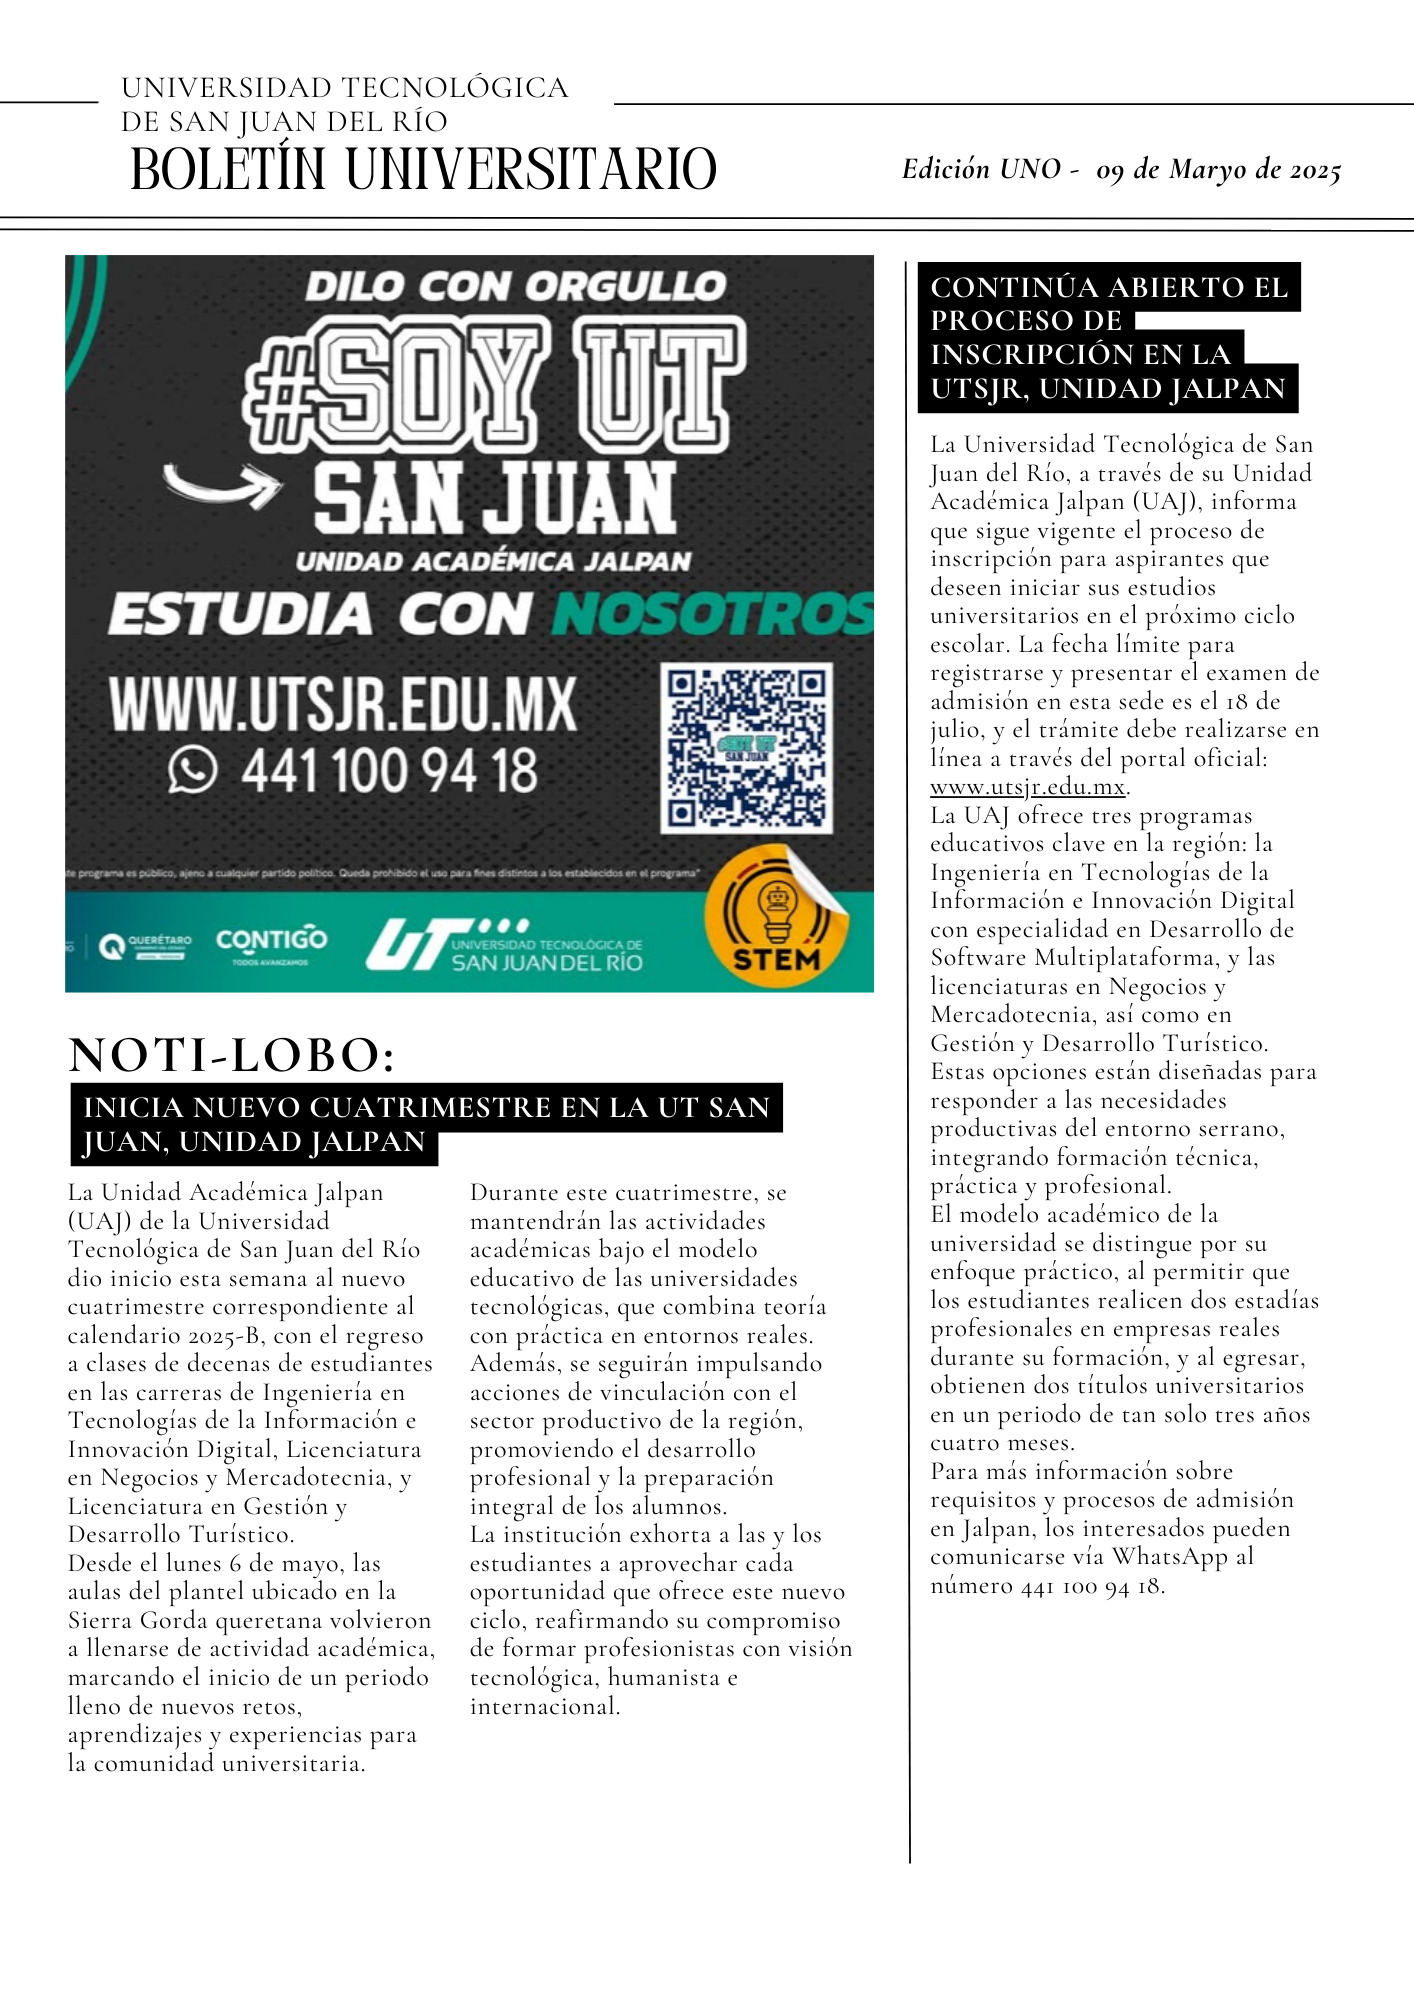 UNIVERSIDAD TECNOLÓGICA
DE SAN JUAN DEL RÍO
BOLETÍN UNIVERSITARIO
Edición UNO - 09 de Maryo de 2025
DILO CON ORGULLO
#SOY UT
SAN JUAN
UNIDAD ACADÉMICA JALPAN
ESTUDIA CON NOSOTROS
WWW.UTSJR.EDU.MX
441 100 94 18
#SOY UT
SAN JUAN
te programa es público, ajeno a cualquier partido político. Queda prohibido el uso para fines distintos a los establecidos en el programa"
QUERÉTARO
CONTIGO
TODOS AVANZAMOS
UT
UNIVERSIDAD TECNOLÓGICA DE
SAN JUAN DEL RÍO
STEM
NOTI-LOBO:
INICIA NUEVO CUATRIMESTRE EN LA UT SAN
JUAN, UNIDAD JALPAN
La Unidad Académica Jalpan
(UAJ) de la Universidad
Tecnológica de San Juan del Río
dio inicio esta semana al nuevo
cuatrimestre correspondiente al
calendario 2025-B, con el regreso
a clases de decenas de estudiantes
en las carreras de Ingeniería en
Tecnologías de la Información e
Innovación Digital, Licenciatura
en Negocios y Mercadotecnia, y
Licenciatura en Gestión y
Desarrollo Turístico.
Desde el lunes 6 de mayo, las
aulas del plantel ubicado en la
Sierra Gorda queretana volvieron
a llenarse de actividad académica,
marcando el inicio de un periodo
lleno de nuevos retos,
aprendizajes y experiencias para
la comunidad universitaria.
Durante este cuatrimestre, se
mantendrán las actividades
académicas bajo el modelo
educativo de las universidades
tecnológicas, que combina teoría
con práctica en entornos reales.
Además, se seguirán impulsando
acciones de vinculación con el
sector productivo de la región,
promoviendo el desarrollo
profesional y la preparación
integral de los alumnos.
La institución exhorta a las y los
estudiantes a aprovechar cada
oportunidad que ofrece este nuevo
ciclo, reafirmando su compromiso
de formar profesionistas con visión
tecnológica, humanista e
internacional.
CONTINÚA ABIERTO EL
PROCESO DE
INSCRIPCIÓN EN LA
UTSJR, UNIDAD JALPAN
La Universidad Tecnológica de San
Juan del Río, a través de su Unidad
Académica Jalpan (UAJ), informa
que sigue vigente el proceso de
inscripción para aspirantes que
deseen iniciar sus estudios
universitarios en el próximo ciclo
escolar. La fecha límite para
registrarse y presentar el examen de
admisión en esta sede es el 18 de
julio, y el trámite debe realizarse en
línea a través del portal oficial:
www.utsjr.edu.mx.
La UAJ ofrece tres programas
educativos clave en la región: la
Ingeniería en Tecnologías de la
Información e Innovación Digital
con especialidad en Desarrollo de
Software Multiplataforma, y las
licenciaturas en Negocios y
Mercadotecnia, así como en
Gestión y Desarrollo Turístico.
Estas opciones están diseñadas para
responder a las necesidades
productivas del entorno serrano,
integrando formación técnica,
práctica y profesional.
El modelo académico de la
universidad se distingue por su
enfoque práctico, al permitir que
los estudiantes realicen dos estadías
profesionales en empresas reales
durante su formación, y al egresar,
obtienen dos títulos universitarios
en un periodo de tan solo tres años
cuatro meses.
Para más información sobre
requisitos y procesos de admisión
en Jalpan, los interesados pueden
comunicarse vía WhatsApp al
número 441 100 94 18.